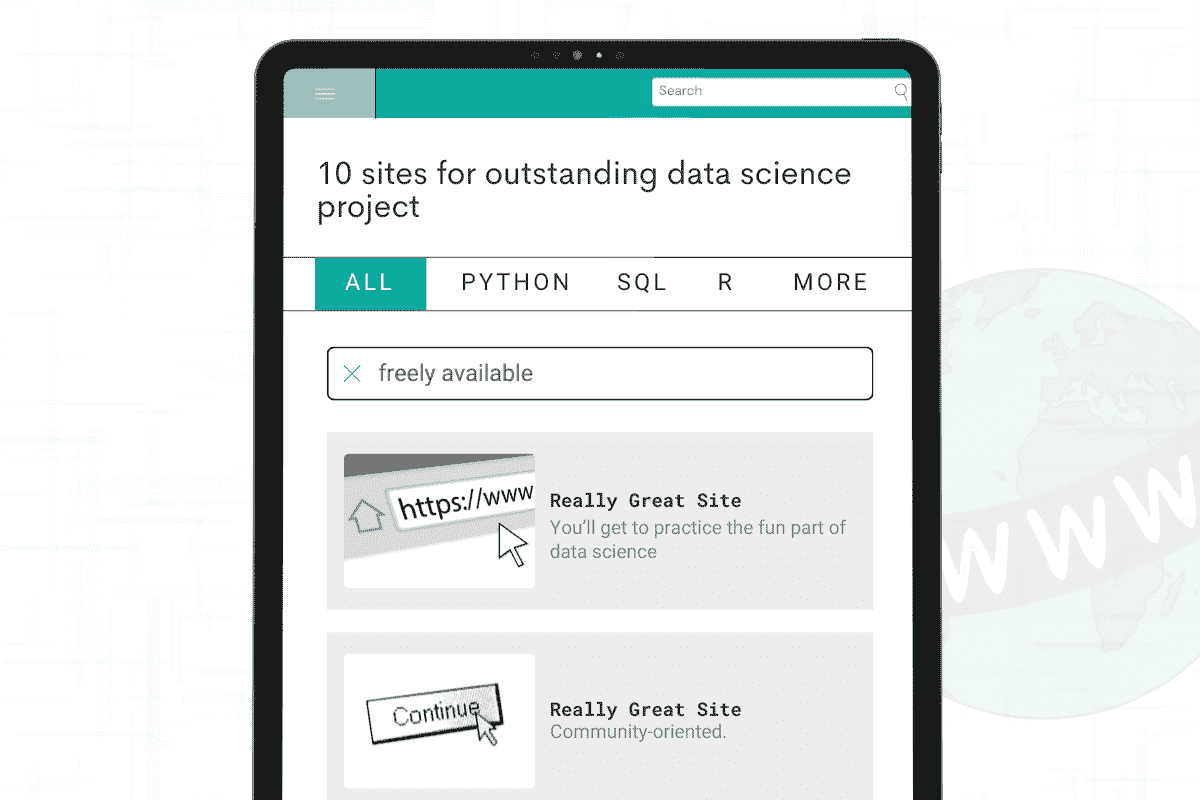 Search
10 sites for outstanding data science
project
ALL PYTHON SQL R MORE
freely available
https://www
Really Great Site
You'll get to practice the fun part of
data science
WWW
Continue
Really Great Site
Community-oriented.